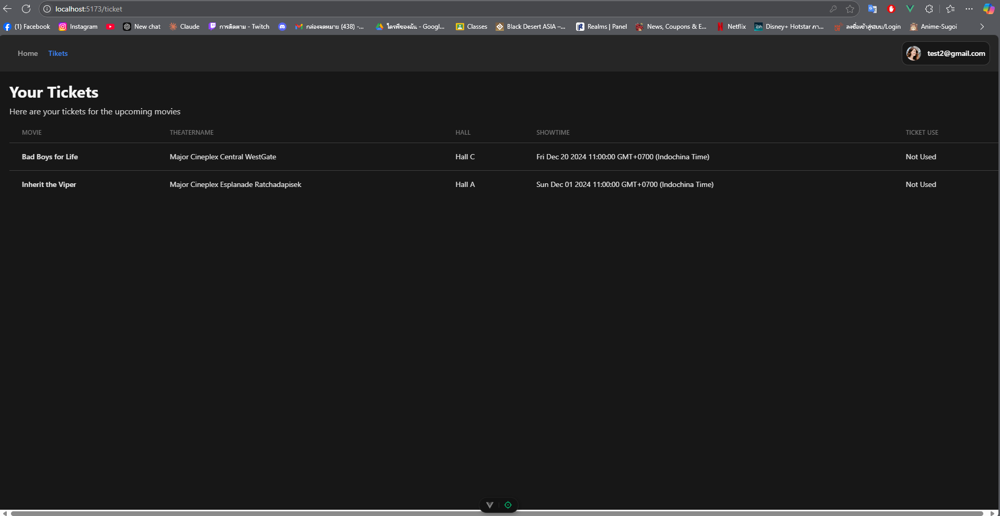 localhost:5173/ticket
(1) Facebook Instagram New chat Claude การติดตาม - Twitch กล่องจดหมาย (438) -... ไดรฟ์ของฉัน - Googl... Classes Black Desert ASIA –... Realms | Panel News, Coupons & E... Netflix Disney+ Hotstar ภา... ลงชื่อเข้าสู่ระบบ/Login Anime-Sugoi
Home Tikets test2@gmail.com
Your Tickets
Here are your tickets for the upcoming movies
MOVIE THEATERNAME HALL SHOWTIME TICKET USE
Bad Boys for Life Major Cineplex Central WestGate Hall C Fri Dec 20 2024 11:00:00 GMT+0700 (Indochina Time) Not Used
Inherit the Viper Major Cineplex Esplanade Ratchadapisek Hall A Sun Dec 01 2024 11:00:00 GMT+0700 (Indochina Time) Not Used